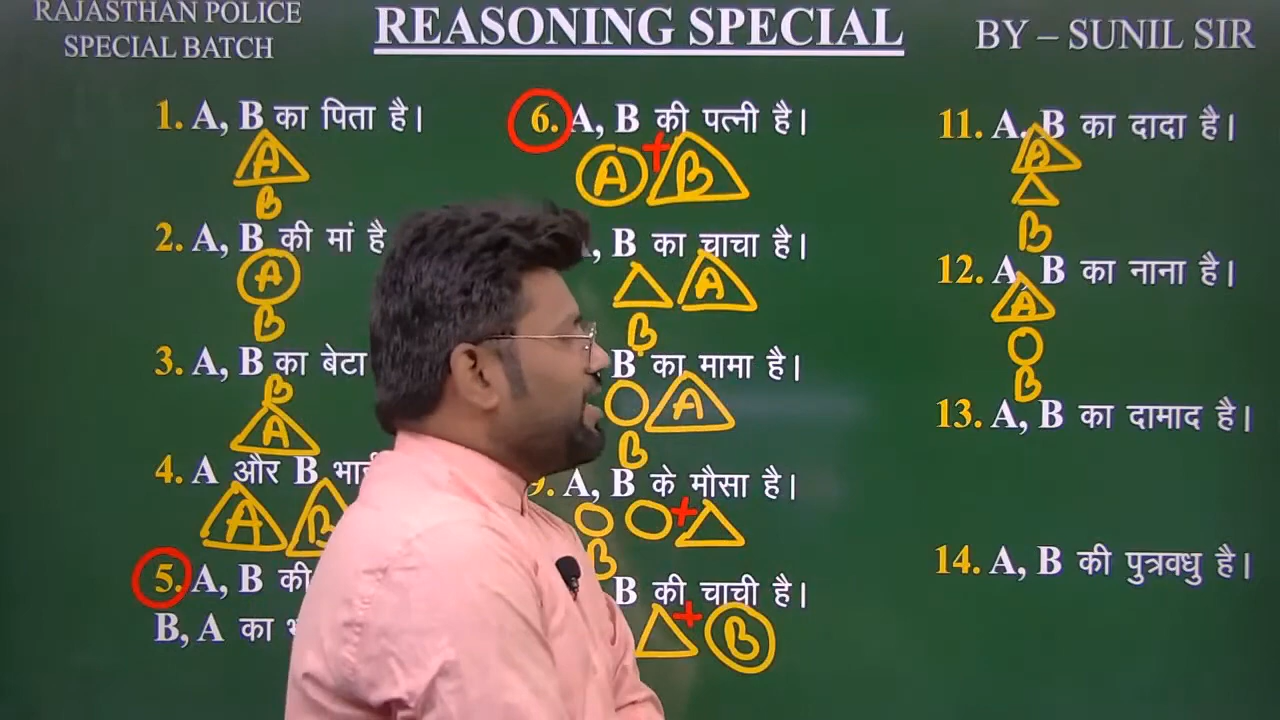 RAJASTHAN POLICE
SPECIAL BATCH
REASONING SPECIAL
BY – SUNIL SIR
1. A, B का पिता है।
A
B
2. A, B की मां है
A
B
3. A, B का बेटा
B
A
4. A और B
A B
5. A, B की
B, A का
6. A, B की पत्नी है।
A + B
B का चाचा है।
A
B
B का मामा है।
A
B
9. A, B के मौसा है।
+
B
B की चाची है।
+ B
11. A, B का दादा है।
A
B
12. A, B का नाना है।
A
B
13. A, B का दामाद है।
14. A, B की पुत्रवधु है।